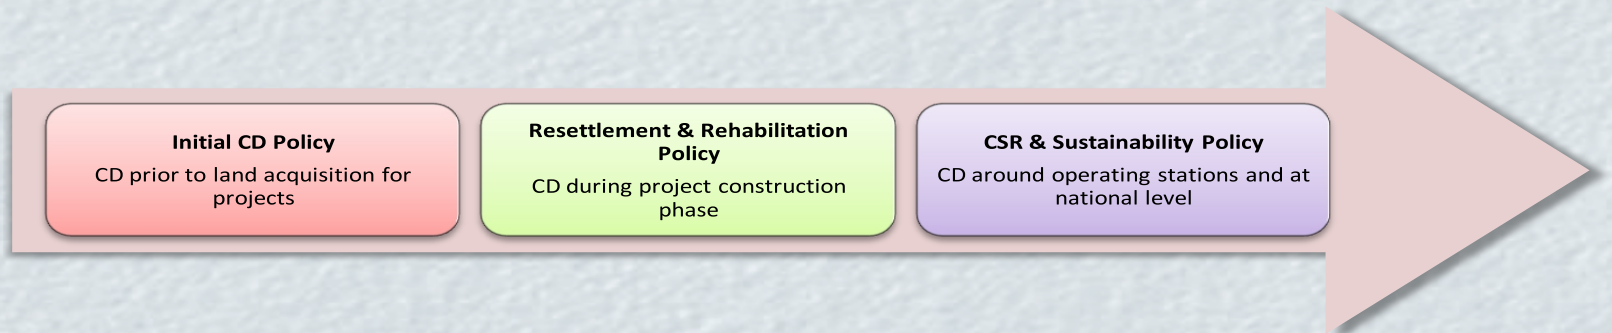 Initial CD Policy
CD prior to land acquisition for
projects
Resettlement & Rehabilitation
Policy
CD during project construction
phase
CSR & Sustainability Policy
CD around operating stations and at
national level